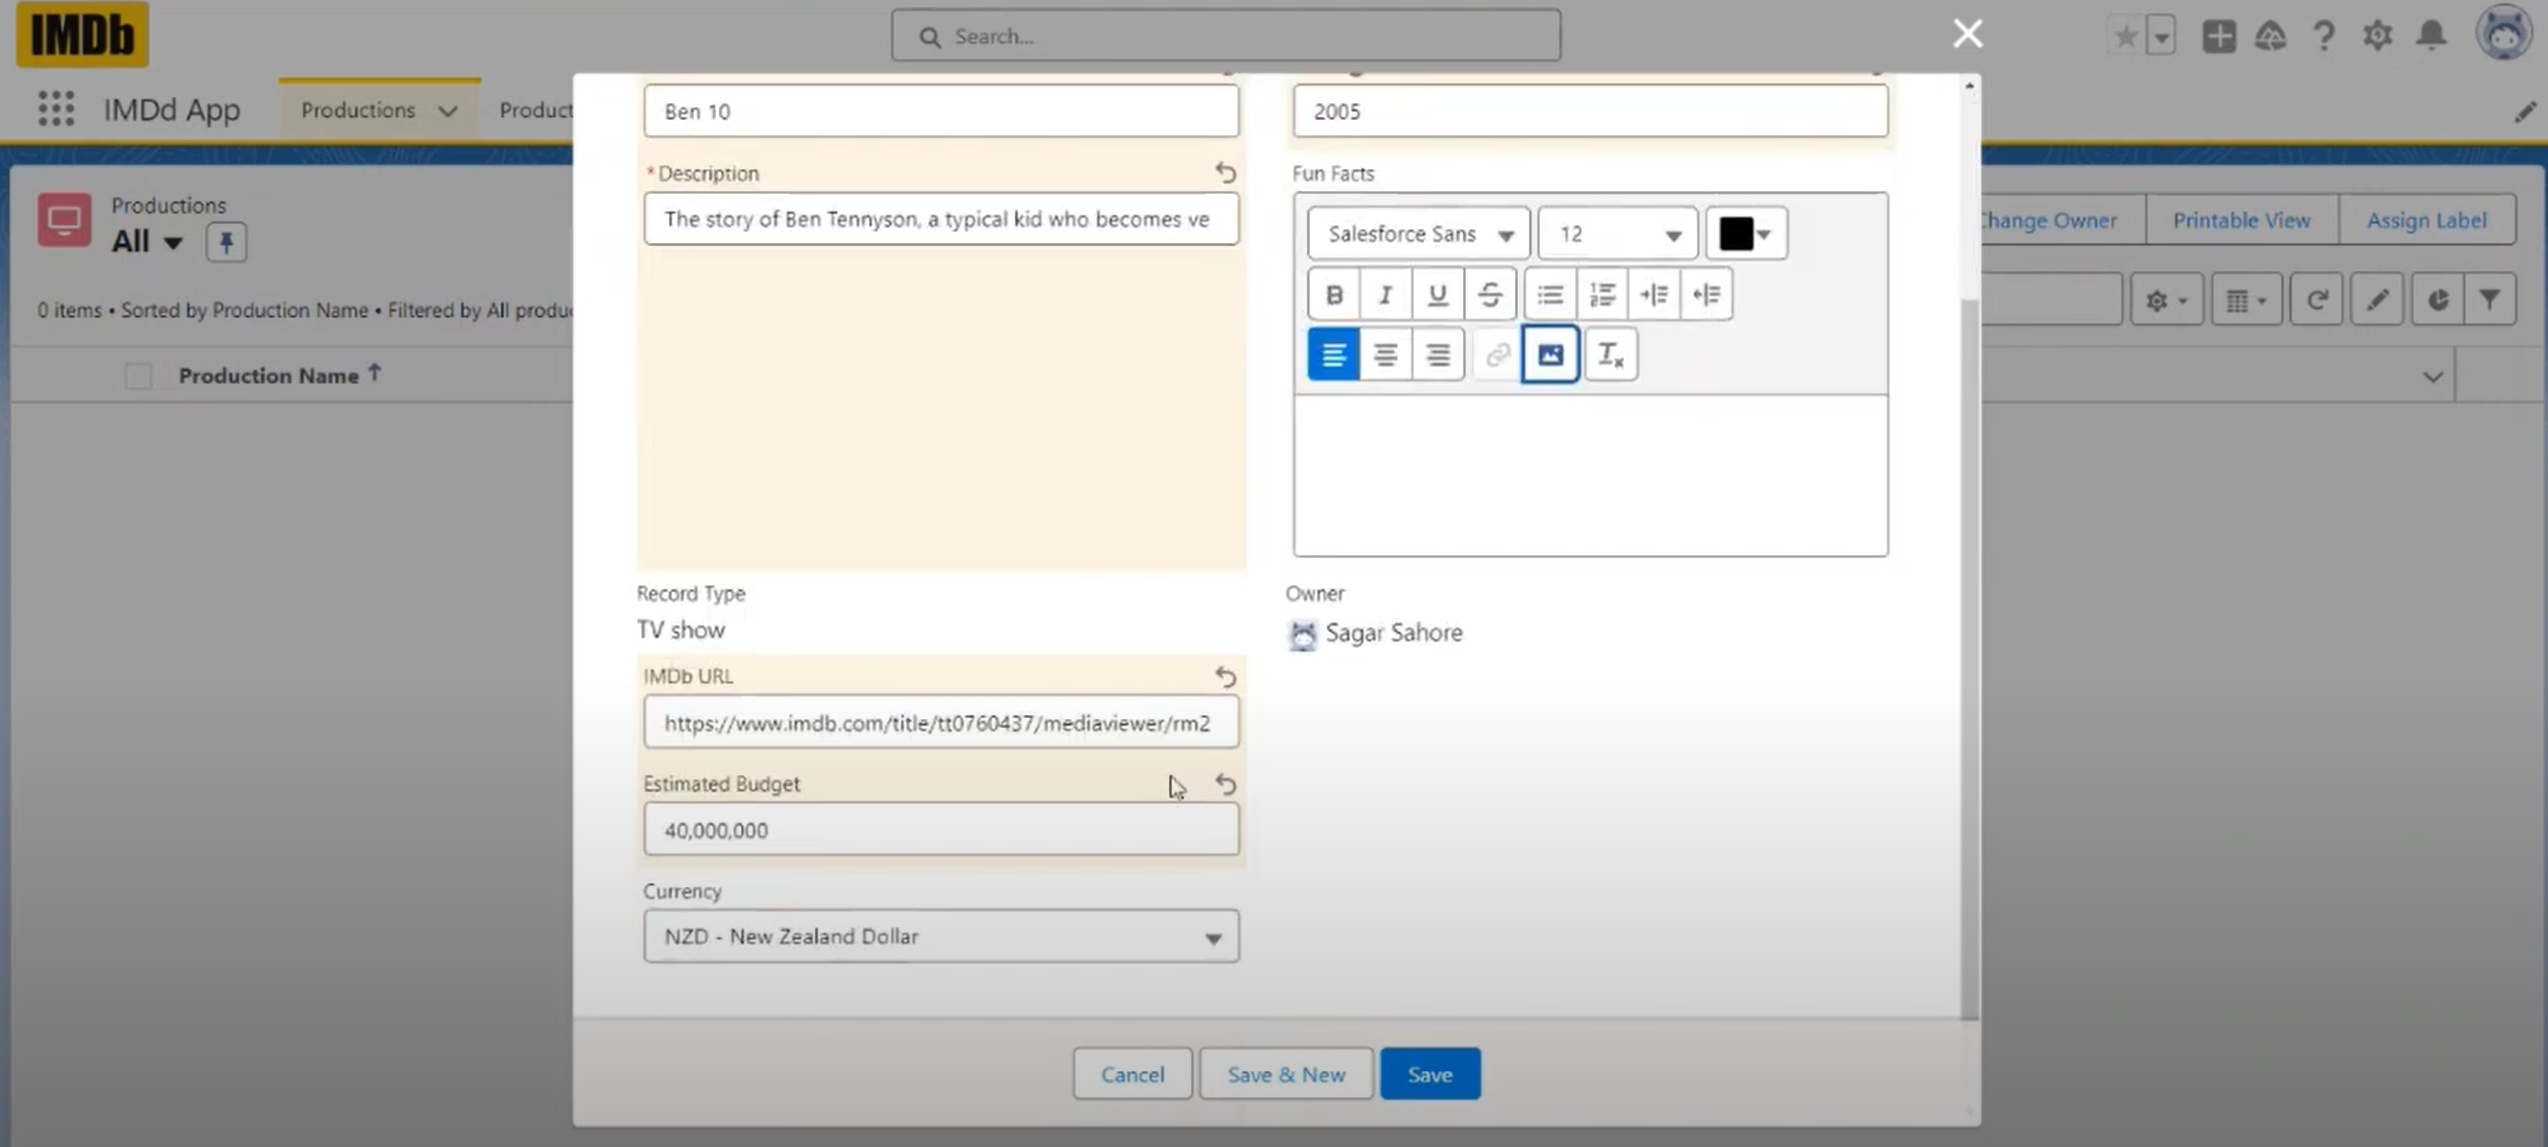 IMDb
Search...
IMDd App
Productions
Product
Ben 10
2005
* Description
Fun Facts
The story of Ben Tennyson, a typical kid who becomes ve
Salesforce Sans
12
B I U S
Productions
All
Change Owner
Printable View
Assign Label
0 items • Sorted by Production Name • Filtered by All produ
Production Name
Record Type
Owner
TV show
Sagar Sahore
IMDb URL
https://www.imdb.com/title/tt0760437/mediaviewer/rm2
Estimated Budget
40,000,000
Currency
NZD - New Zealand Dollar
Cancel
Save & New
Save